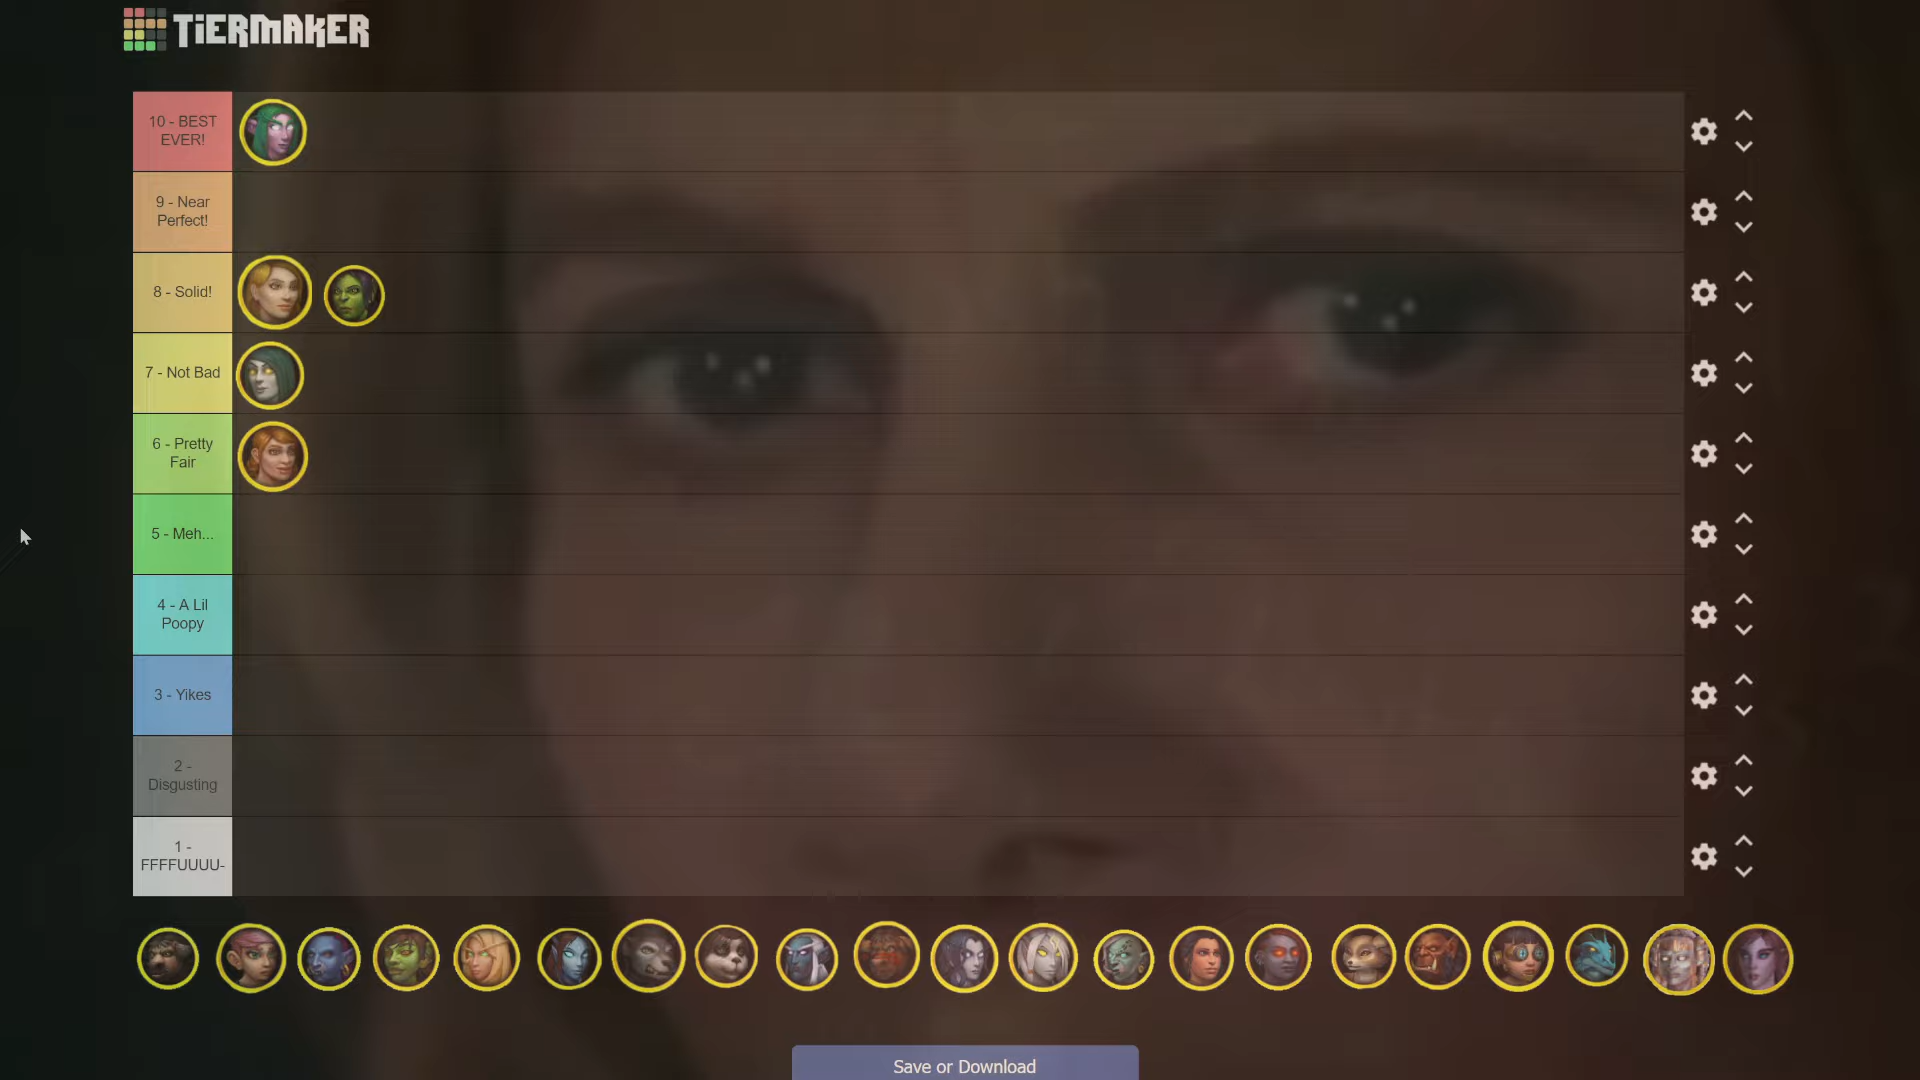 TiERMAKER
10 - BEST
EVER!
9 - Near
Perfect!
8 - Solid!
7 - Not Bad
6 - Pretty
Fair
5 - Meh...
4 - A Lil
Poopy
3 - Yikes
2 -
Disgusting
1 -
FFFFUUUU-
Save or Download